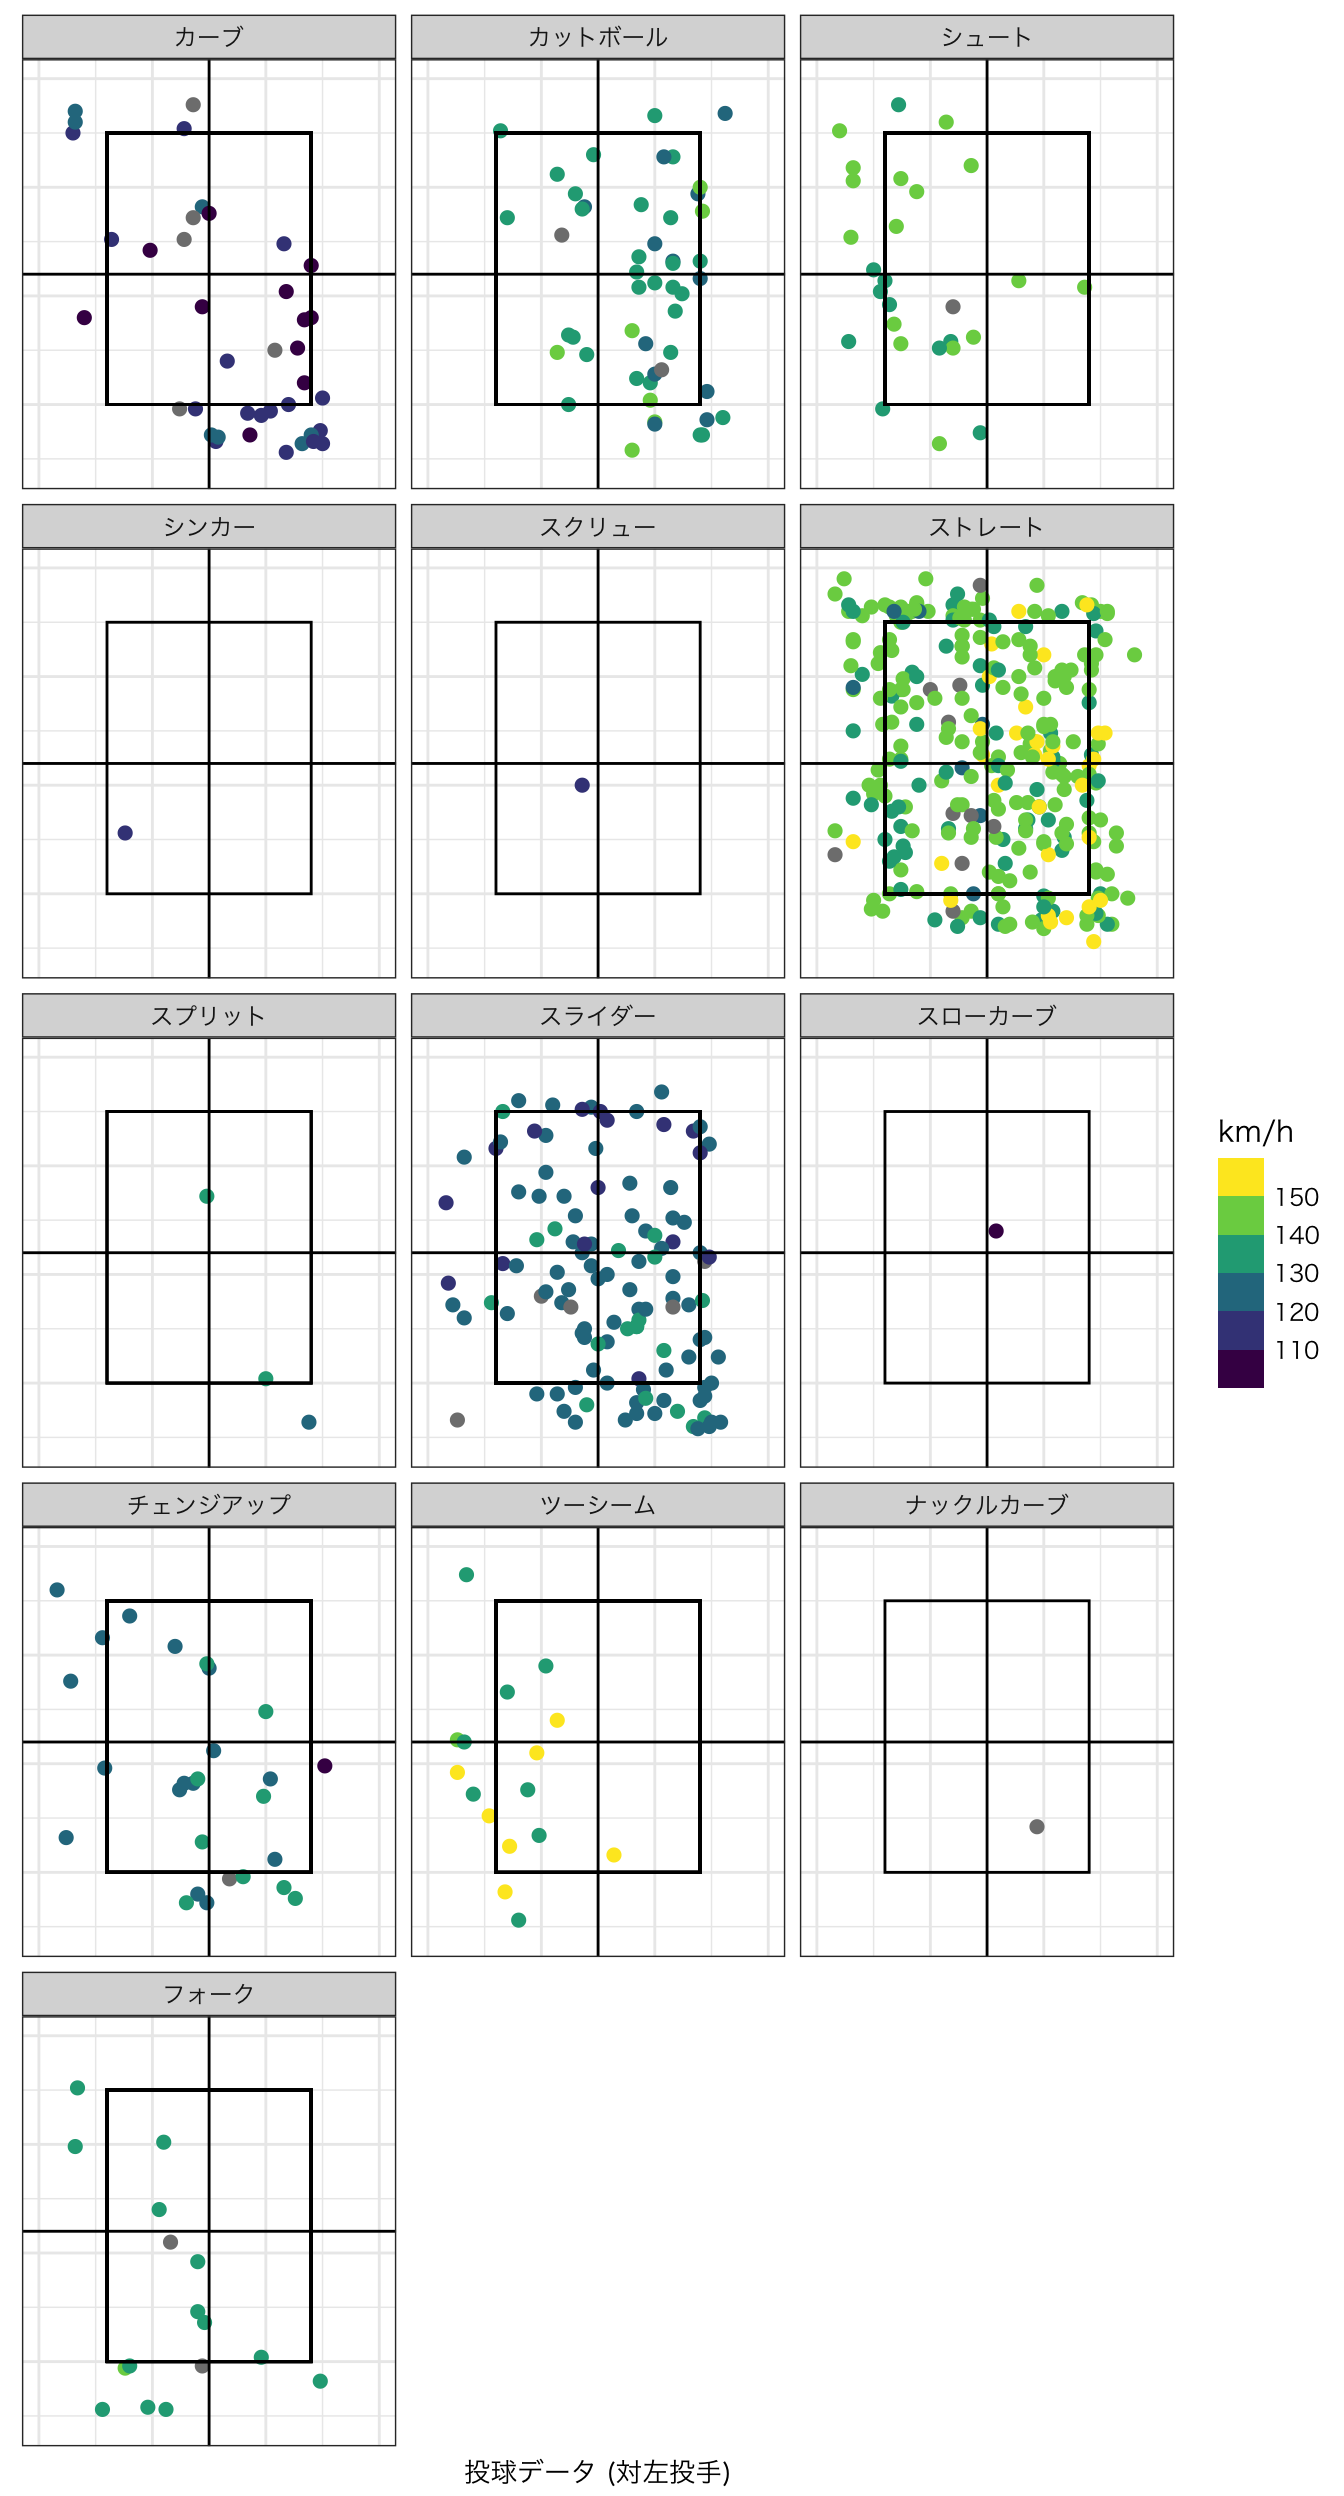 カーブ
カットボール
シュート
シンカー
スクリュー
ストレート
スプリット
スライダー
スローカーブ
km/h
150
140
130
120
110
チェンジアップ
ツーシーム
ナックルカーブ
フォーク
投球データ (対左投手)